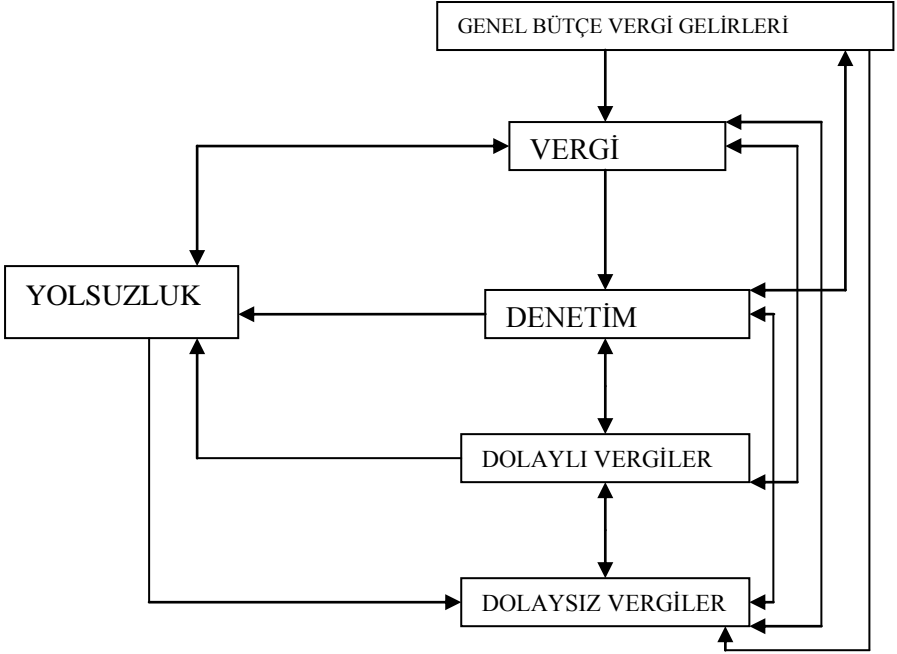 GENEL BÜTÇE VERGİ GELİRLERİ
VERGİ
YOLSUZLUK
DENETİM
DOLAYLI VERGİLER
DOLAYSIZ VERGİLER